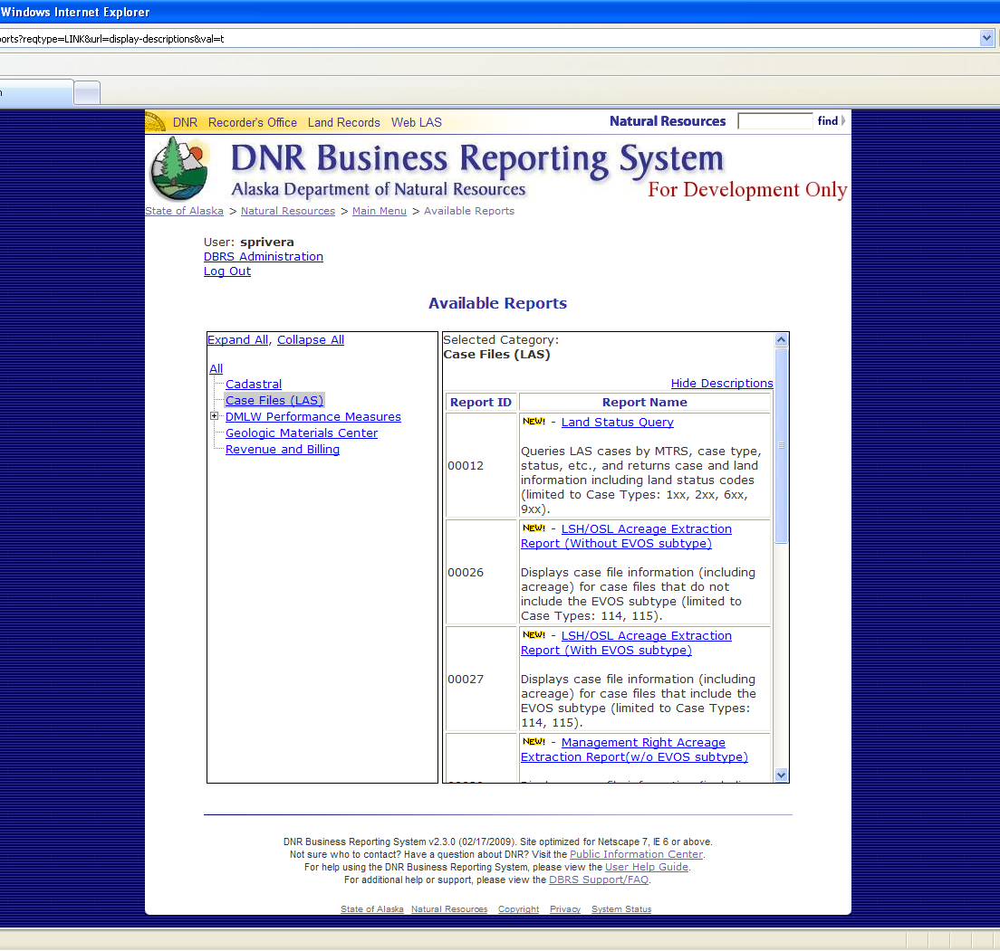 Windows Internet Explorer
orts?reqtype=LINK&url=display-descriptions&val=t
DNR Recorder's Office Land Records Web LAS Natural Resources find
DNR Business Reporting System
Alaska Department of Natural Resources
For Development Only
State of Alaska > Natural Resources > Main Menu > Available Reports
User: sprivera
DBRS Administration
Log Out
Available Reports
Expand All, Collapse All
All
Cadastral
Case Files (LAS)
DMLW Performance Measures
Geologic Materials Center
Revenue and Billing
Selected Category:
Case Files (LAS)
Hide Descriptions
Report ID Report Name
NEW! - Land Status Query
00012
Queries LAS cases by MTRS, case type,
status, etc., and returns case and land
information including land status codes
(limited to Case Types: 1xx, 2xx, 6xx,
9xx).
NEW! - LSH/OSL Acreage Extraction
Report (Without EVOS subtype)
00026
Displays case file information (including
acreage) for case files that do not
include the EVOS subtype (limited to
Case Types: 114, 115).
NEW! - LSH/OSL Acreage Extraction
Report (With EVOS subtype)
00027
Displays case file information (including
acreage) for case files that include the
EVOS subtype (limited to Case Types:
114, 115).
NEW! - Management Right Acreage
Extraction Report(w/o EVOS subtype)
DNR Business Reporting System v2.3.0 (02/17/2009). Site optimized for Netscape 7, IE 6 or above.
Not sure who to contact? Have a question about DNR? Visit the Public Information Center.
For help using the DNR Business Reporting System, please view the User Help Guide.
For additional help or support, please view the DBRS Support/FAQ.
State of Alaska Natural Resources Copyright Privacy System Status